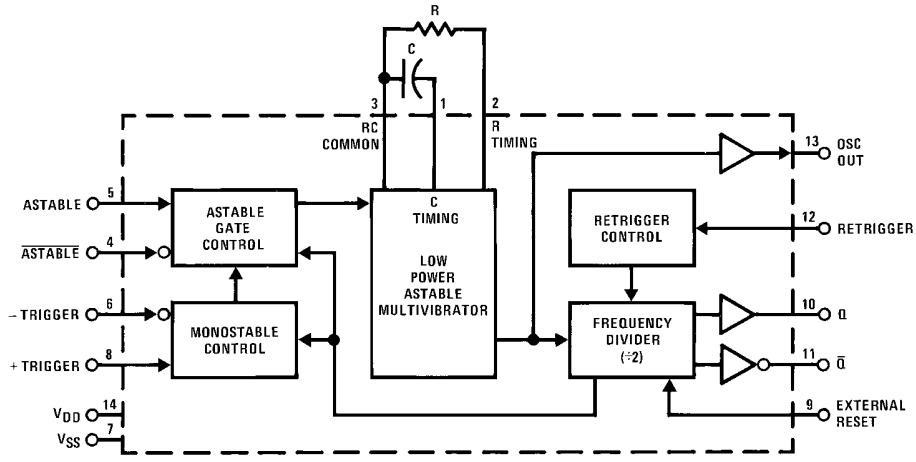 R
C
3
1
2
RC
COMMON
R
TIMING
13
OSC
OUT
5
ASTABLE
ASTABLE
GATE
CONTROL
C
TIMING
RETRIGGER
CONTROL
12
RETRIGGER
4
ASTABLE
LOW
POWER
ASTABLE
MULTIVIBRATOR
6
– TRIGGER
MONOSTABLE
CONTROL
FREQUENCY
DIVIDER
(÷2)
10
Q
8
+ TRIGGER
11
Q̄
14
VDD
9
EXTERNAL
RESET
7
VSS